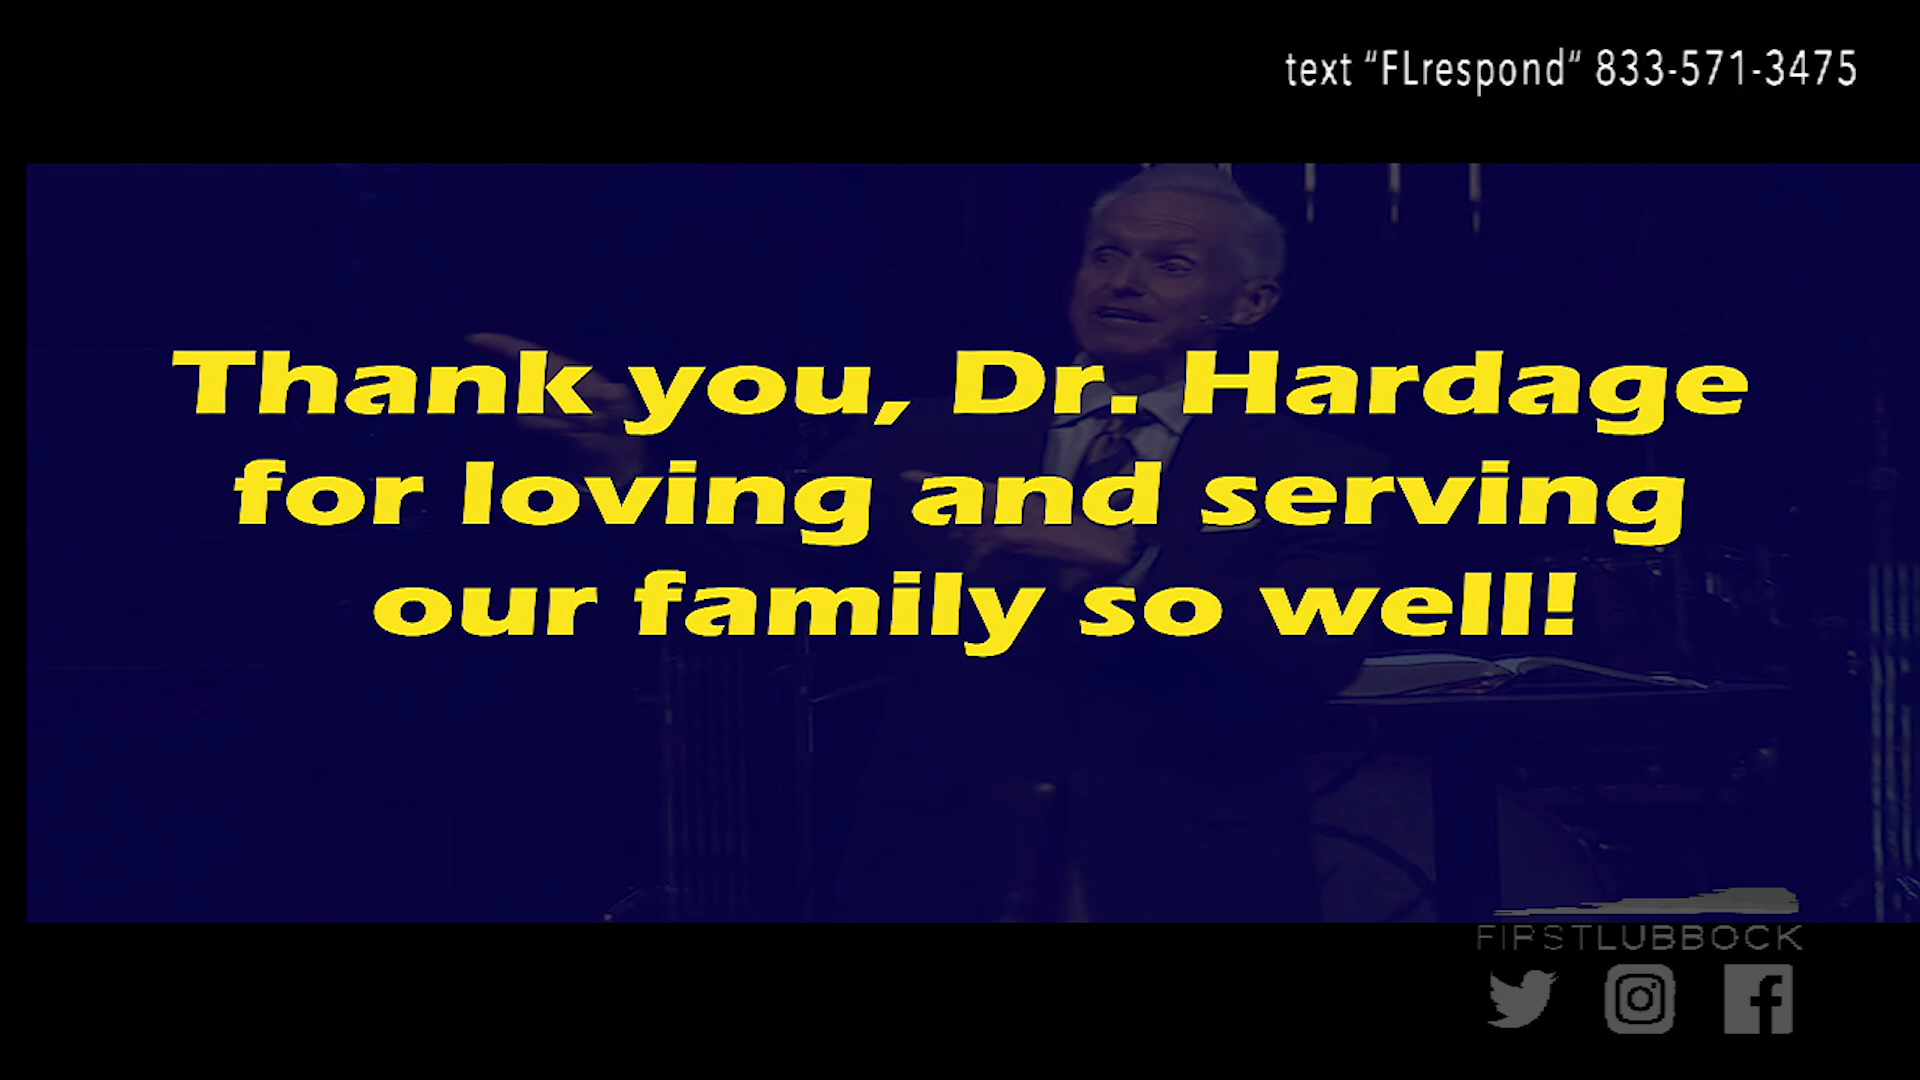 text “FLrespond“ 833-571-3475
Thank you, Dr. Hardage
for loving and serving
our family so well!
FIRSTLUBBOCK